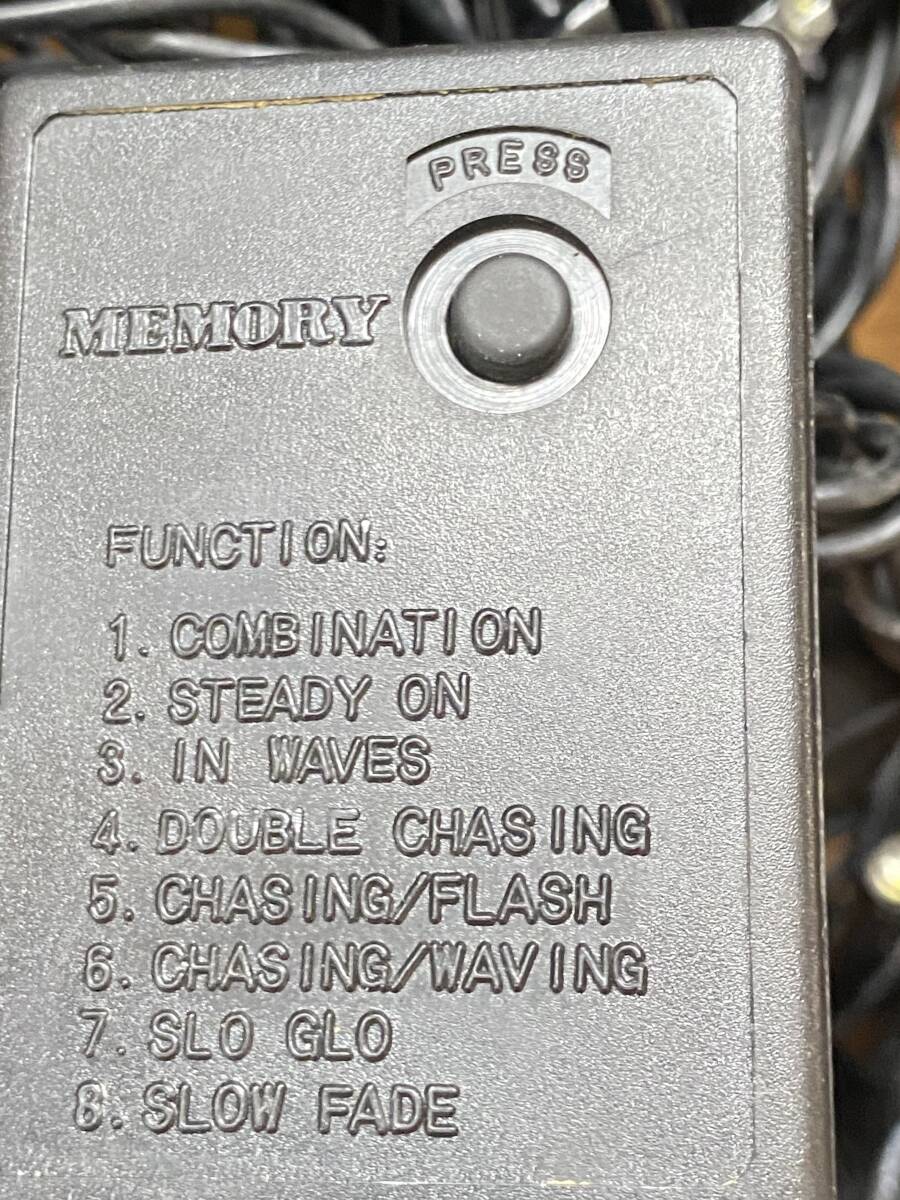 PRESS
MEMORY
FUNCTION:
1. COMBINATION
2. STEADY ON
3. IN WAVES
4. DOUBLE CHASING
5. CHASING/FLASH
6. CHASING/WAVING
7. SLO GLO
8. SLOW FADE